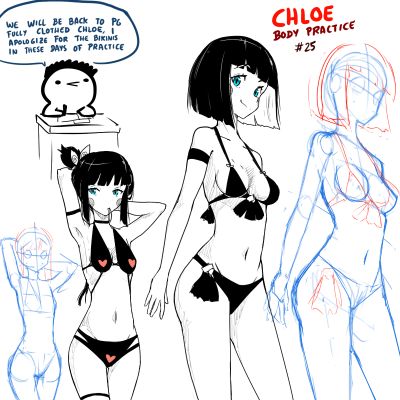 WE WILL BE BACK TO PG
FULLY CLOTHED CHLOE, I
APOLOGIZE FOR THE BIKINIS
IN THESE DAYS OF PRACTICE
CHLOE
BODY PRACTICE
#25